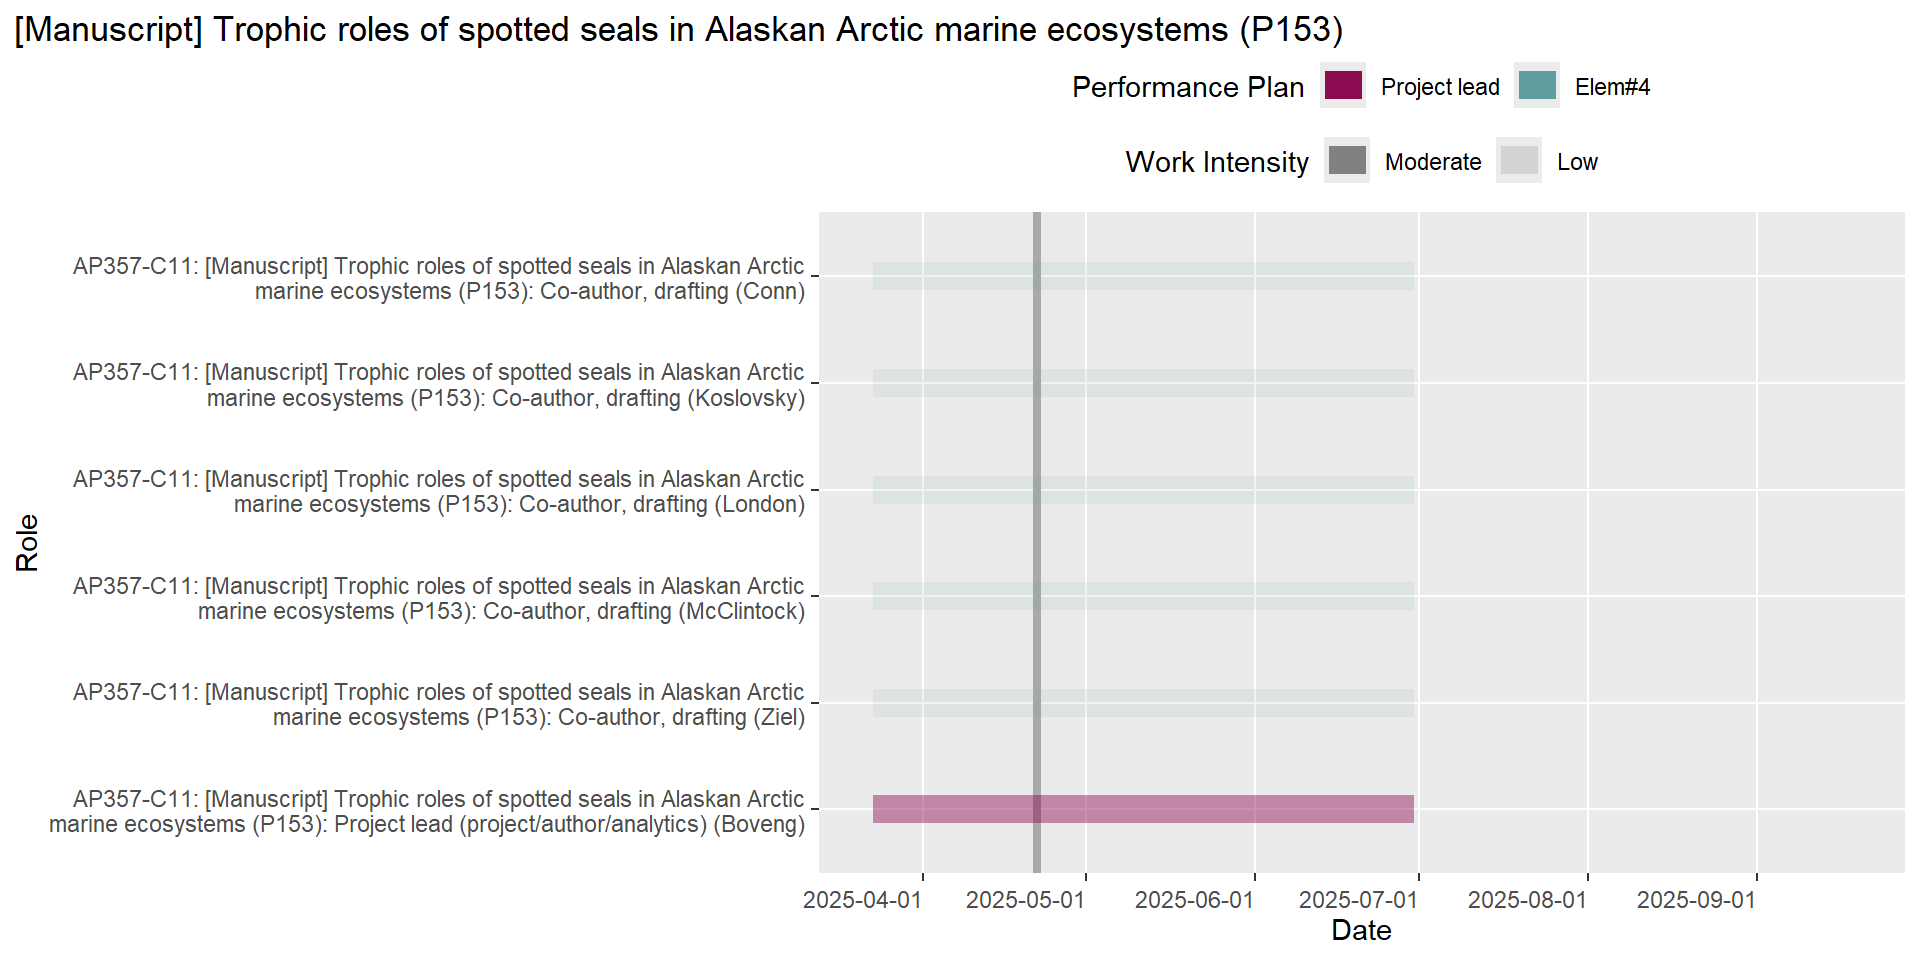 [Manuscript] Trophic roles of spotted seals in Alaskan Arctic marine ecosystems (P153)
Performance Plan Project lead Elem#4
Work Intensity Moderate Low
AP357-C11: [Manuscript] Trophic roles of spotted seals in Alaskan Arctic
marine ecosystems (P153): Co-author, drafting (Conn)
AP357-C11: [Manuscript] Trophic roles of spotted seals in Alaskan Arctic
marine ecosystems (P153): Co-author, drafting (Koslovsky)
AP357-C11: [Manuscript] Trophic roles of spotted seals in Alaskan Arctic
marine ecosystems (P153): Co-author, drafting (London)
AP357-C11: [Manuscript] Trophic roles of spotted seals in Alaskan Arctic
marine ecosystems (P153): Co-author, drafting (McClintock)
AP357-C11: [Manuscript] Trophic roles of spotted seals in Alaskan Arctic
marine ecosystems (P153): Co-author, drafting (Ziel)
AP357-C11: [Manuscript] Trophic roles of spotted seals in Alaskan Arctic
marine ecosystems (P153): Project lead (project/author/analytics) (Boveng)
Role
2025-04-01 2025-05-01 2025-06-01 2025-07-01 2025-08-01 2025-09-01
Date